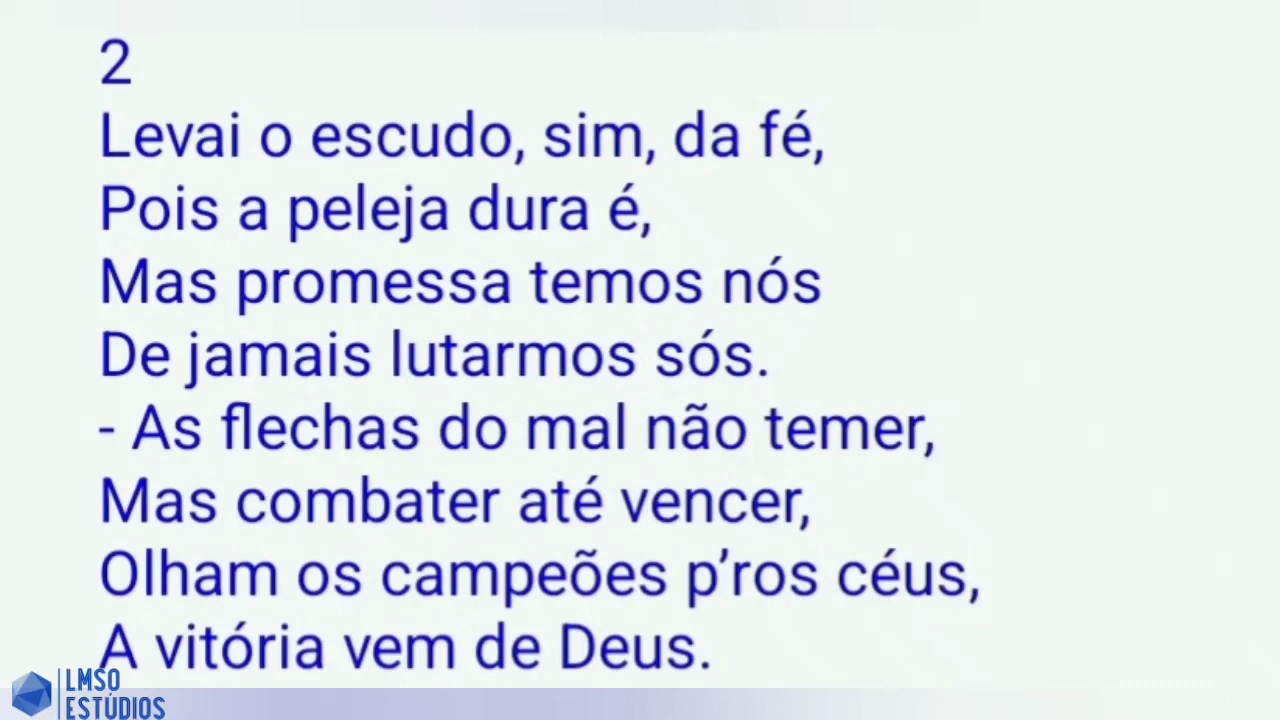 2
Levai o escudo, sim, da fé,
Pois a peleja dura é,
Mas promessa temos nós
De jamais lutarmos sós.
- As flechas do mal não temer,
Mas combater até vencer,
Olham os campeões p’ros céus,
A vitória vem de Deus.
LMSO
ESTÚDIOS